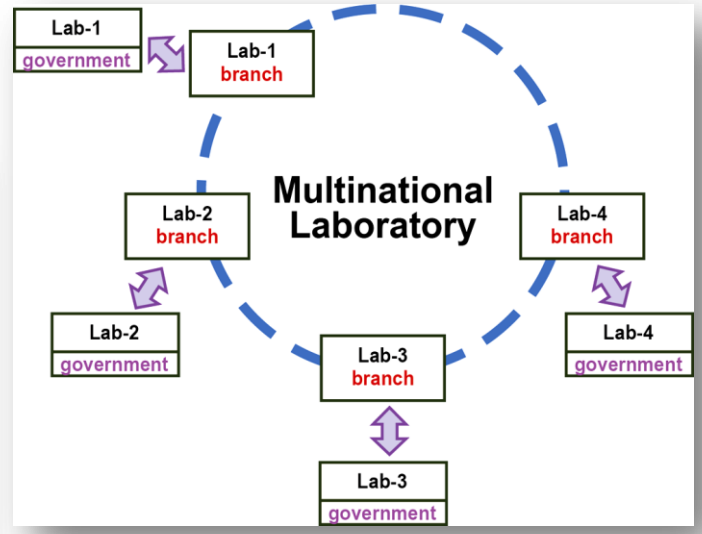 Lab-1
government
Lab-1
branch
Multinational
Laboratory
Lab-2
branch
Lab-4
branch
Lab-2
government
Lab-3
branch
Lab-4
government
Lab-3
government